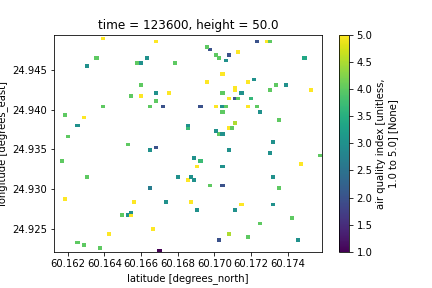 time = 123600, height = 50.0
24.945
24.940
24.935
24.930
24.925
longitude [degrees_east]
60.162 60.164 60.166 60.168 60.170 60.172 60.174
latitude [degrees_north]
5.0
4.5
4.0
3.5
3.0
2.5
2.0
1.5
1.0
air quality index [unitless,
1.0 to 5.0] [None]